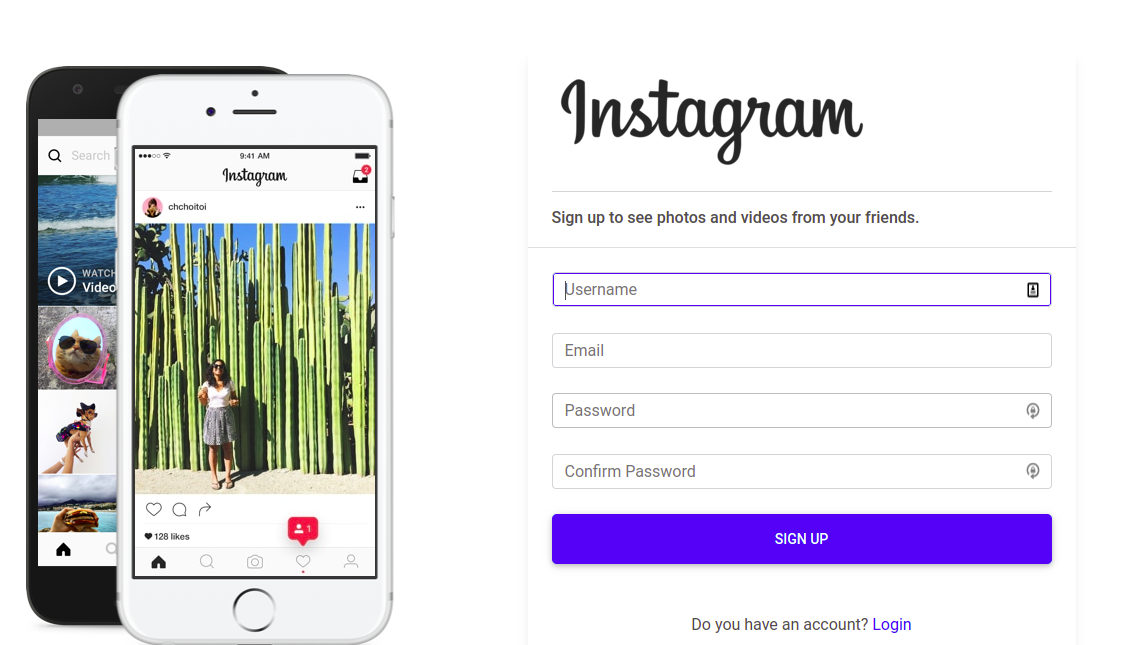 Search
WATCH
Video
9:41 AM
Instagram
2
chchoitoi
1
128 likes
Instagram
Sign up to see photos and videos from your friends.
Username
Email
Password
Confirm Password
SIGN UP
Do you have an account? Login